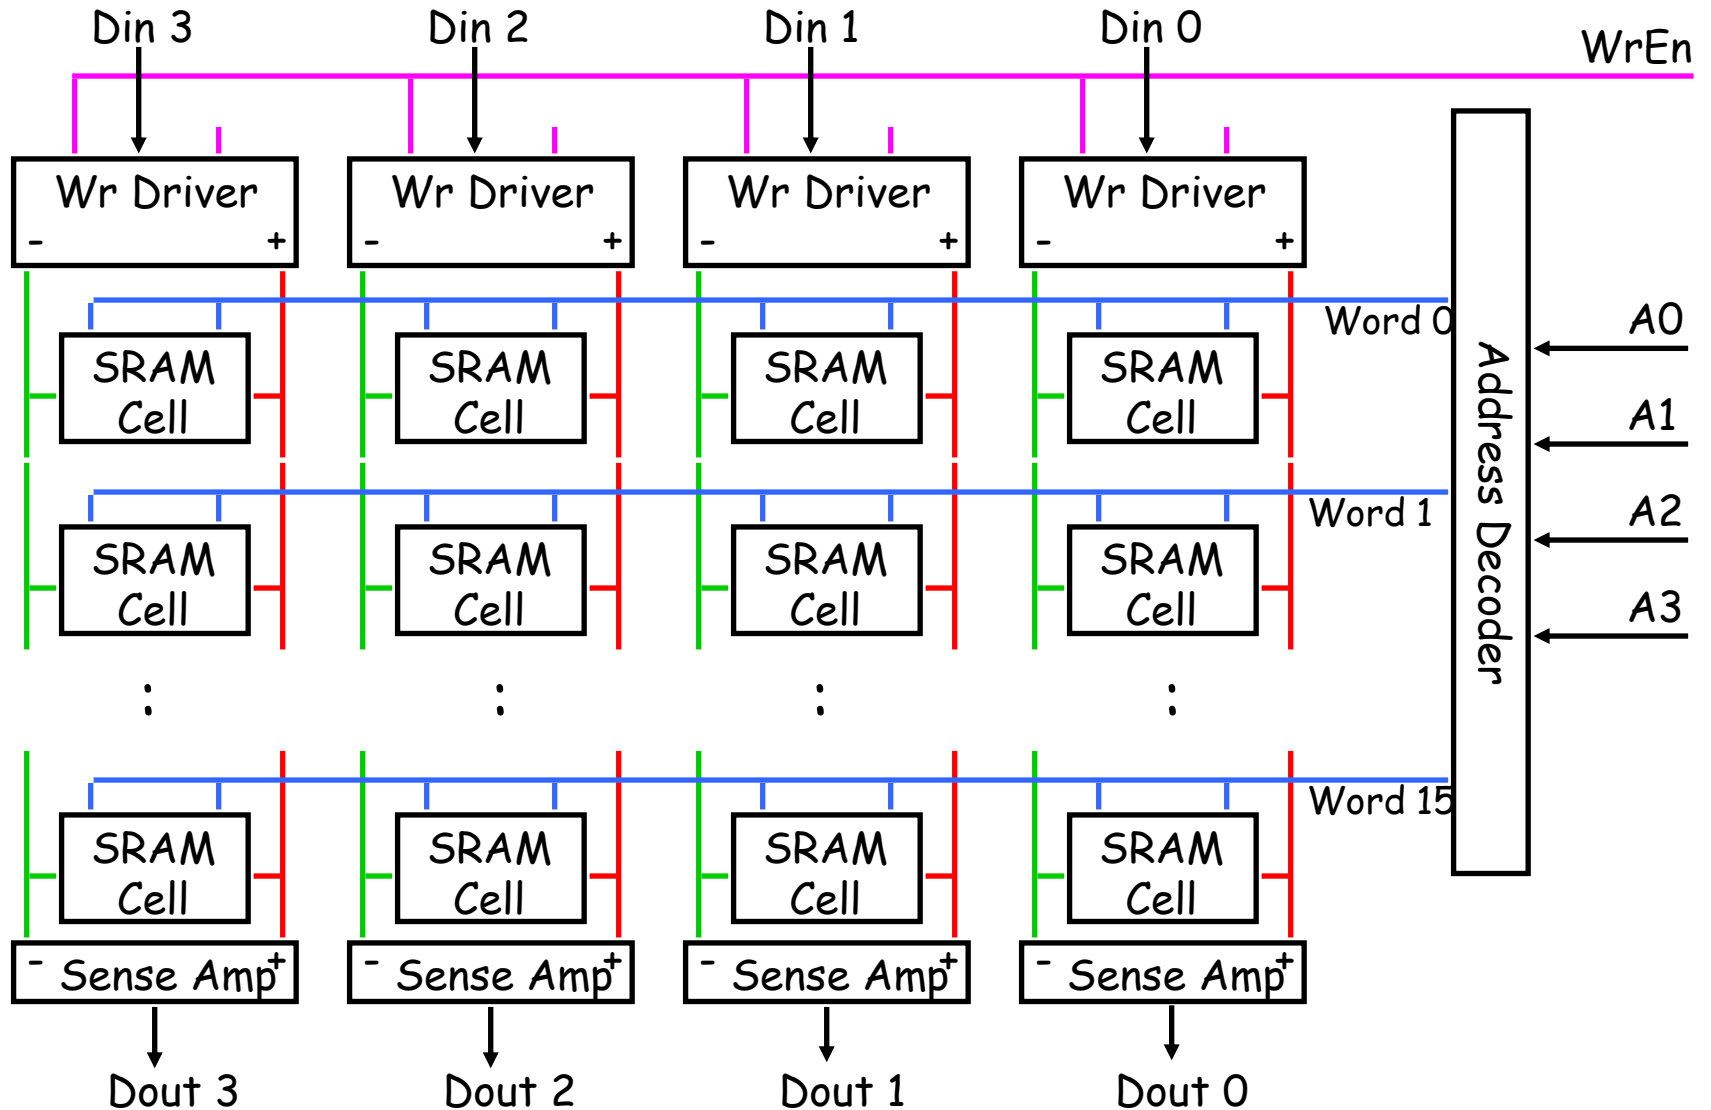 Din 3 Din 2 Din 1 Din 0
WrEn
Wr Driver Wr Driver Wr Driver Wr Driver
- + - + - + - +
Word 0
A0
SRAM SRAM SRAM SRAM
Cell Cell Cell Cell
A1
Address Decoder
Word 1
A2
SRAM SRAM SRAM SRAM
Cell Cell Cell Cell
A3
: : : :
Word 15
SRAM SRAM SRAM SRAM
Cell Cell Cell Cell
- Sense Amp + - Sense Amp + - Sense Amp + - Sense Amp +
Dout 3 Dout 2 Dout 1 Dout 0